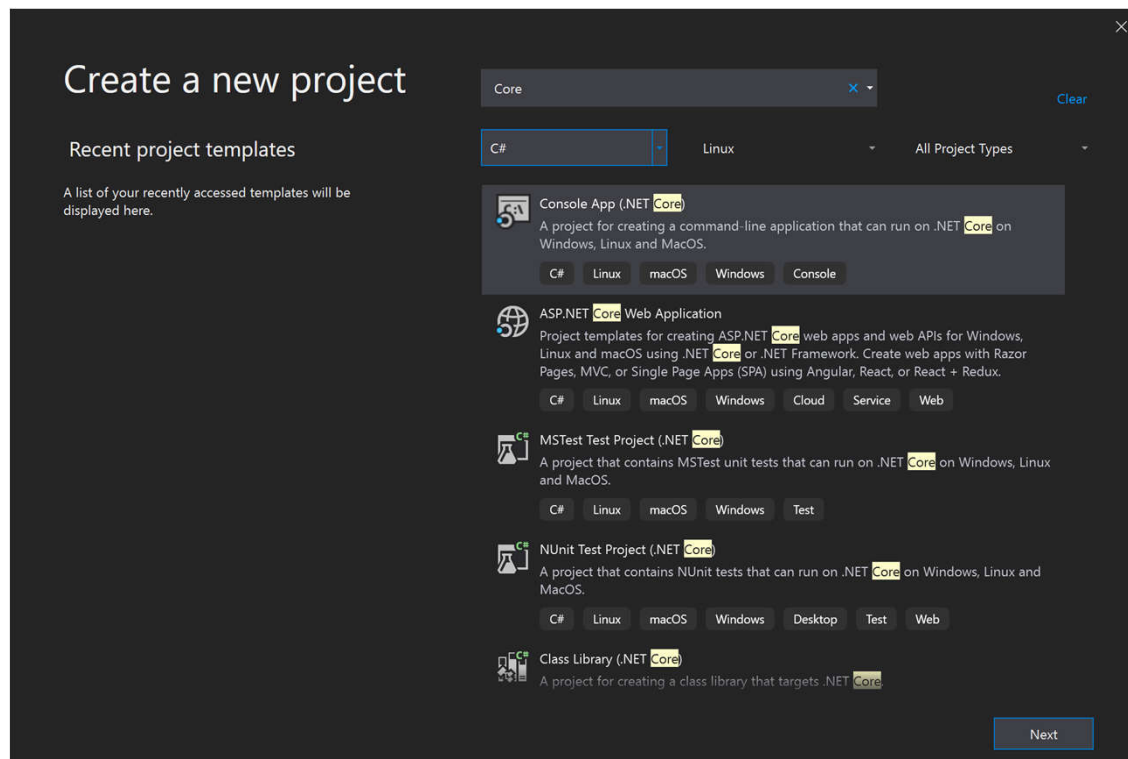 Create a new project
Core
Clear
Recent project templates
C#
Linux
All Project Types
A list of your recently accessed templates will be
displayed here.
Console App (.NET Core)
A project for creating a command-line application that can run on .NET Core on
Windows, Linux and MacOS.
C# Linux macOS Windows Console
ASP.NET Core Web Application
Project templates for creating ASP.NET Core web apps and web APIs for Windows,
Linux and macOS using .NET Core or .NET Framework. Create web apps with Razor
Pages, MVC, or Single Page Apps (SPA) using Angular, React, or React + Redux.
C# Linux macOS Windows Cloud Service Web
MSTest Test Project (.NET Core)
A project that contains MSTest unit tests that can run on .NET Core on Windows, Linux
and MacOS.
C# Linux macOS Windows Test
NUnit Test Project (.NET Core)
A project that contains NUnit tests that can run on .NET Core on Windows, Linux and
MacOS.
C# Linux macOS Windows Desktop Test Web
Class Library (.NET Core)
A project for creating a class library that targets .NET Core.
Next